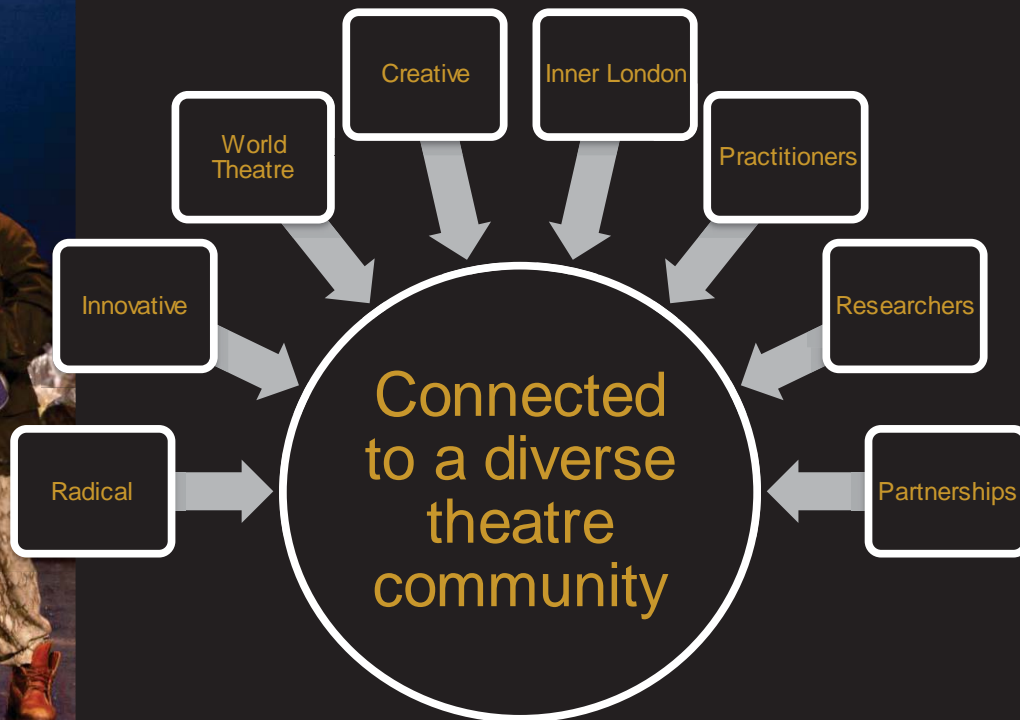 Creative
Inner London
World
Theatre
Practitioners
Innovative
Researchers
Radical
Partnerships
Connected
to a diverse
theatre
community